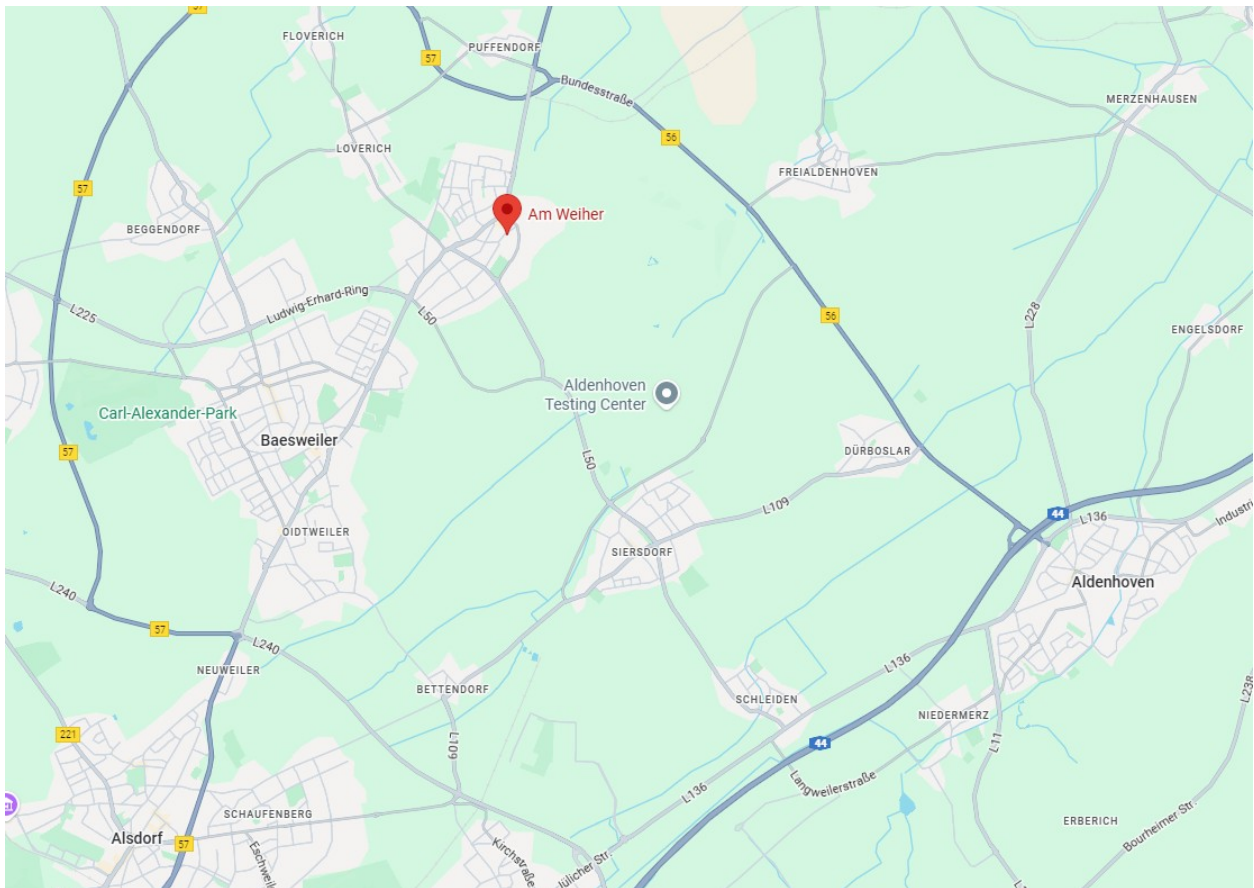 57
FLOVERICH
PUFFENDORF
57
Bundesstraße
56
MERZENHAUSEN
LOVERICH
FREIALDENHOVEN
57
Am Weiher
BEGGENDORF
Ludwig-Erhard-Ring
L50
L225
56
L228
ENGELSDORF
Aldenhoven
Testing Center
Carl-Alexander-Park
Baesweiler
57
DÜRBOSLAR
L50
L109
44
L136
Industri
OIDTWEILER
SIERSDORF
Aldenhoven
L240
57
L240
NEUWEILER
BETTENDORF
L136
SCHLEIDEN
L238
NIEDERMERZ
221
L109
44
L11
Langweilerstraße
L136
SCHAUFENBERG
ERBERICH
Bourheimer Str.
Alsdorf
57
Eschweil
Kirchstraße
Jülicher Str.